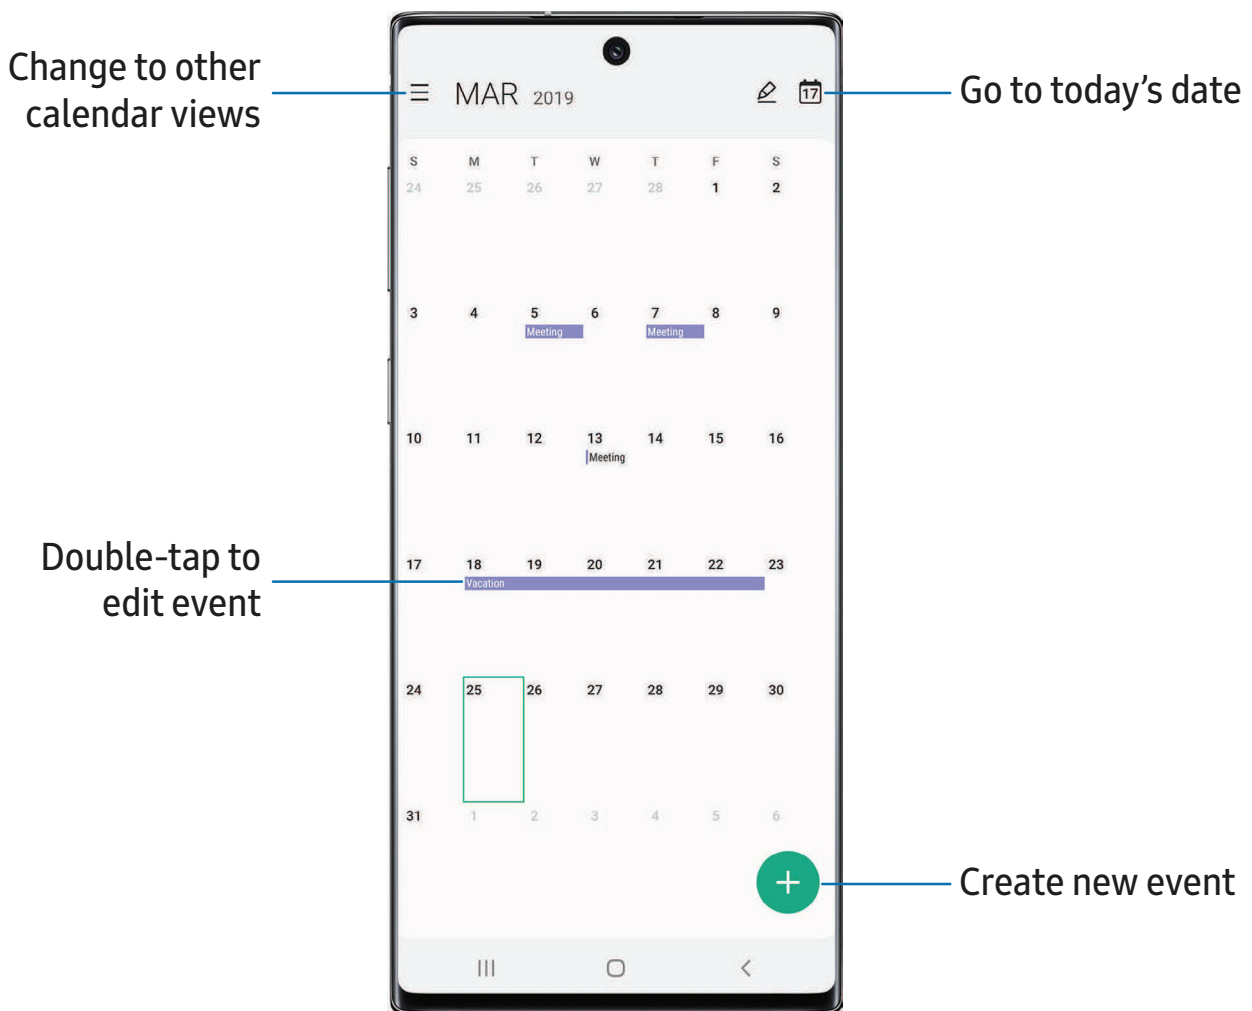 Change to other
calendar views
MAR 2019
17
Go to today's date
S M T W T F S
24 25 26 27 28 1 2
3 4 5 6 7 8 9
Meeting Meeting
10 11 12 13 14 15 16
Meeting
Double-tap to
edit event
17 18 19 20 21 22 23
Vacation
24 25 26 27 28 29 30
31 1 2 3 4 5 6
Create new event